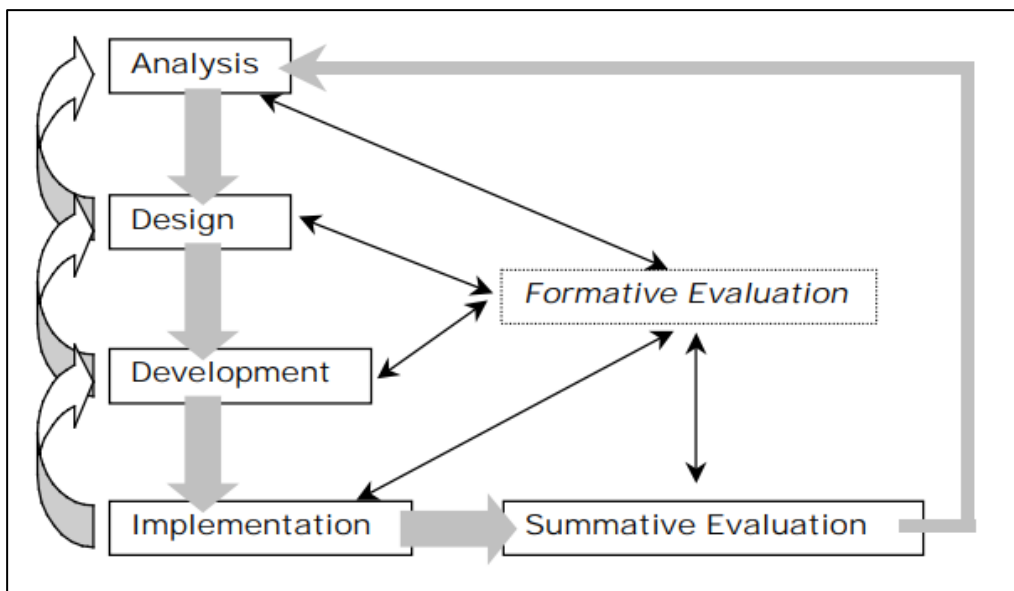 Analysis
Design
Formative Evaluation
Development
Implementation
Summative Evaluation